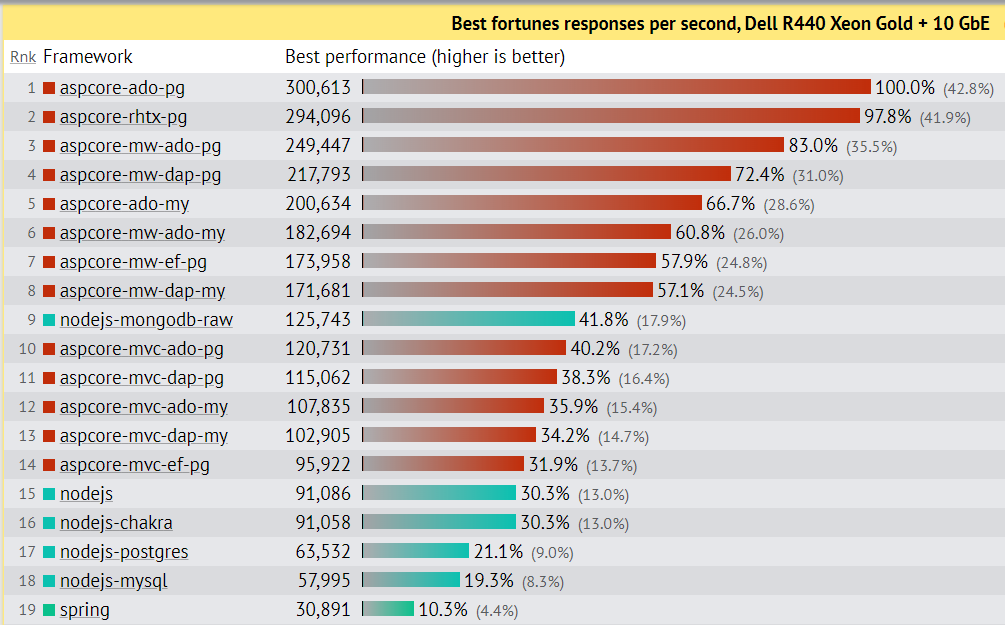 Best fortunes responses per second, Dell R440 Xeon Gold + 10 GbE
Rnk Framework Best performance (higher is better)
1 aspcore-ado-pg 300,613 100.0% (42.8%)
2 aspcore-rhtx-pg 294,096 97.8% (41.9%)
3 aspcore-mw-ado-pg 249,447 83.0% (35.5%)
4 aspcore-mw-dap-pg 217,793 72.4% (31.0%)
5 aspcore-ado-my 200,634 66.7% (28.6%)
6 aspcore-mw-ado-my 182,694 60.8% (26.0%)
7 aspcore-mw-ef-pg 173,958 57.9% (24.8%)
8 aspcore-mw-dap-my 171,681 57.1% (24.5%)
9 nodejs-mongodb-raw 125,743 41.8% (17.9%)
10 aspcore-mvc-ado-pg 120,731 40.2% (17.2%)
11 aspcore-mvc-dap-pg 115,062 38.3% (16.4%)
12 aspcore-mvc-ado-my 107,835 35.9% (15.4%)
13 aspcore-mvc-dap-my 102,905 34.2% (14.7%)
14 aspcore-mvc-ef-pg 95,922 31.9% (13.7%)
15 nodejs 91,086 30.3% (13.0%)
16 nodejs-chakra 91,058 30.3% (13.0%)
17 nodejs-postgres 63,532 21.1% (9.0%)
18 nodejs-mysql 57,995 19.3% (8.3%)
19 spring 30,891 10.3% (4.4%)